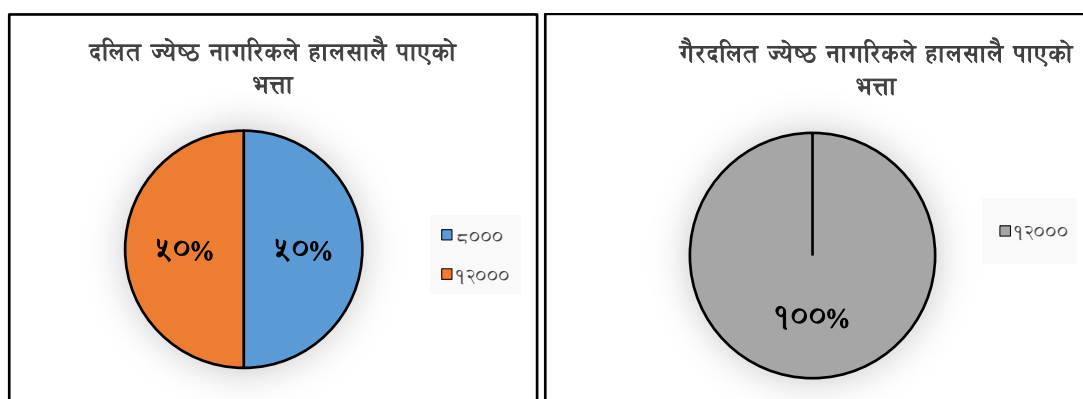 दलित ज्येष्ठ नागरिकले हालसालै पाएको
भत्ता
५०%
५०%
८०००
१२०००
गैरदलित ज्येष्ठ नागरिकले हालसालै पाएको
भत्ता
१००%
१२०००